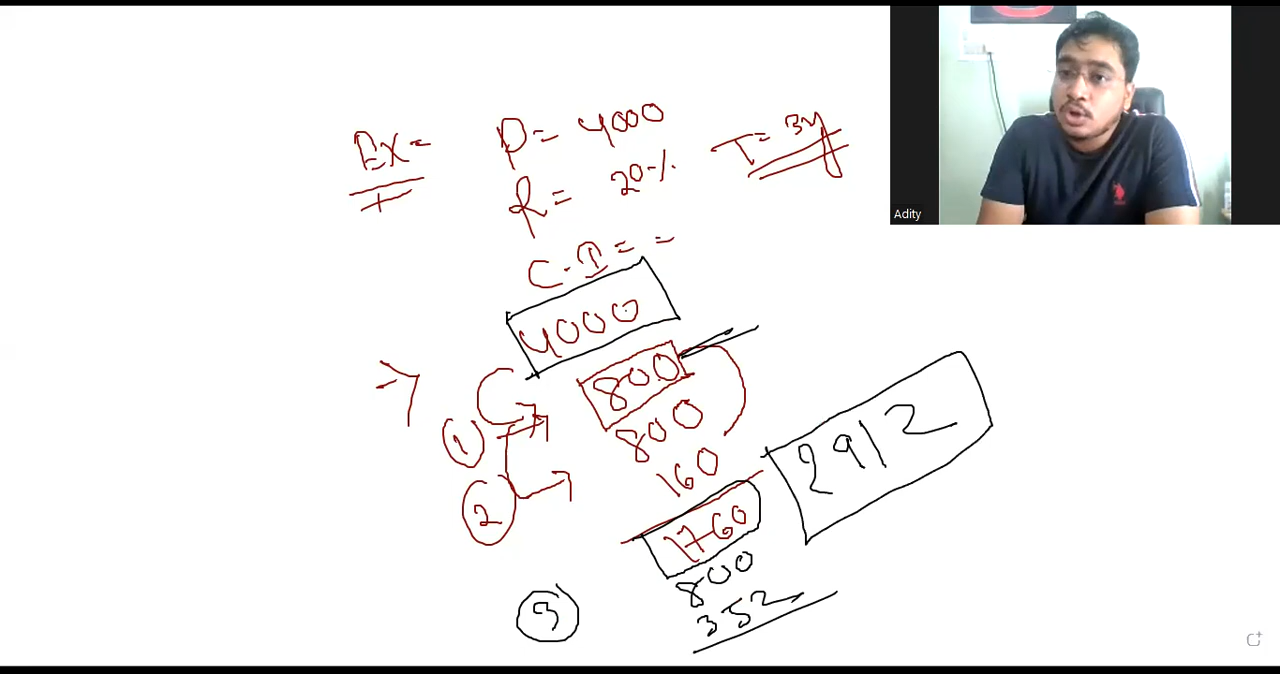 Ex= P= 4000 T= 3y
R= 20%
C.I= =
4000
800
800
① 160
② 1760
800
③ 352
2912
Adity